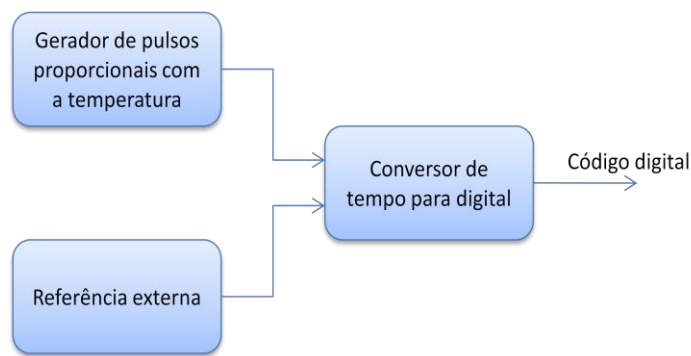 Gerador de pulsos
proporcionais com
a temperatura
Conversor de
tempo para digital
Código digital
Referência externa